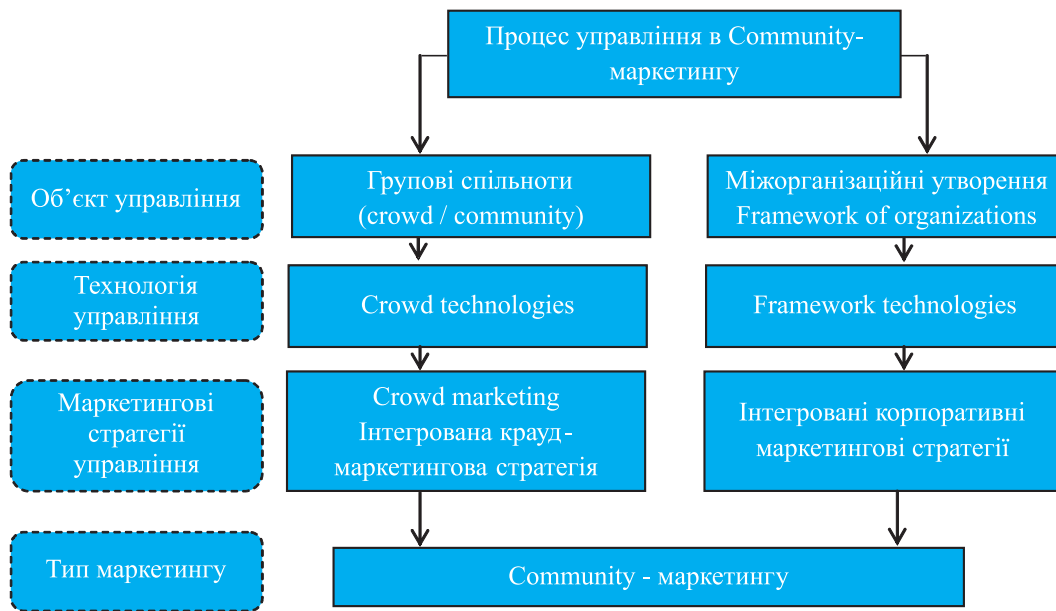 Процес управління в Community-
маркетингу
Об’єкт управління
Групові спільноти
(crowd / community)
Міжорганізаційні утворення
Framework of organizations
Технологія
управління
Crowd technologies
Framework technologies
Маркетингові
стратегії
управління
Crowd marketing
Інтегрована крауд-
маркетингова стратегія
Інтегровані корпоративні
маркетингові стратегії
Тип маркетингу
Community - маркетингу